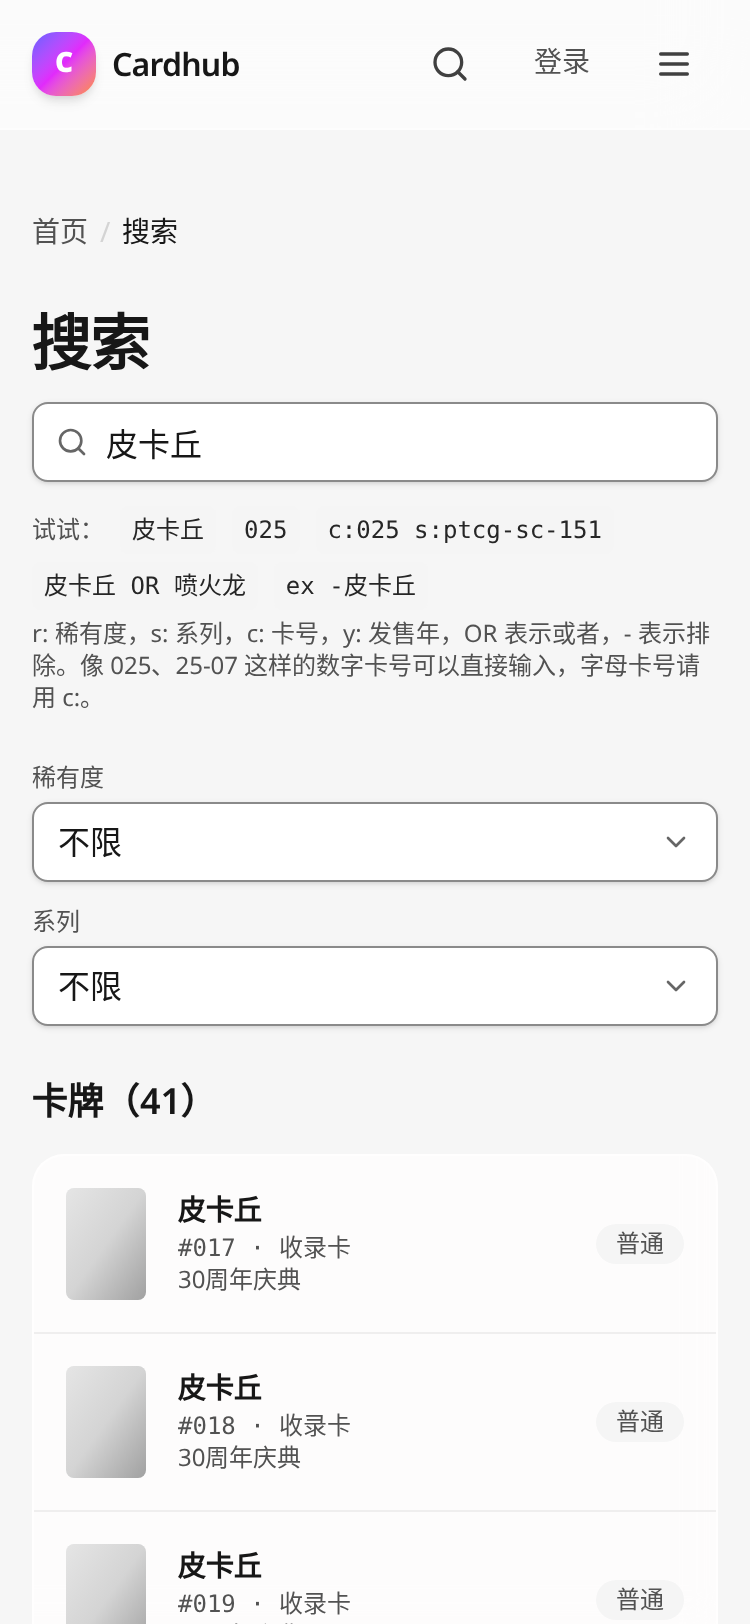 C Cardhub 登录
首页 / 搜索
搜索
皮卡丘
试试： 皮卡丘 025 c:025 s:ptcg-sc-151
皮卡丘 OR 喷火龙 ex -皮卡丘
r: 稀有度，s: 系列，c: 卡号，y: 发售年，OR 表示或者，- 表示排
除。像 025、25-07 这样的数字卡号可以直接输入，字母卡号请
用 c:。
稀有度
不限
系列
不限
卡牌（41）
皮卡丘
#017 · 收录卡
30周年庆典
普通
皮卡丘
#018 · 收录卡
30周年庆典
普通
皮卡丘
#019 · 收录卡
普通